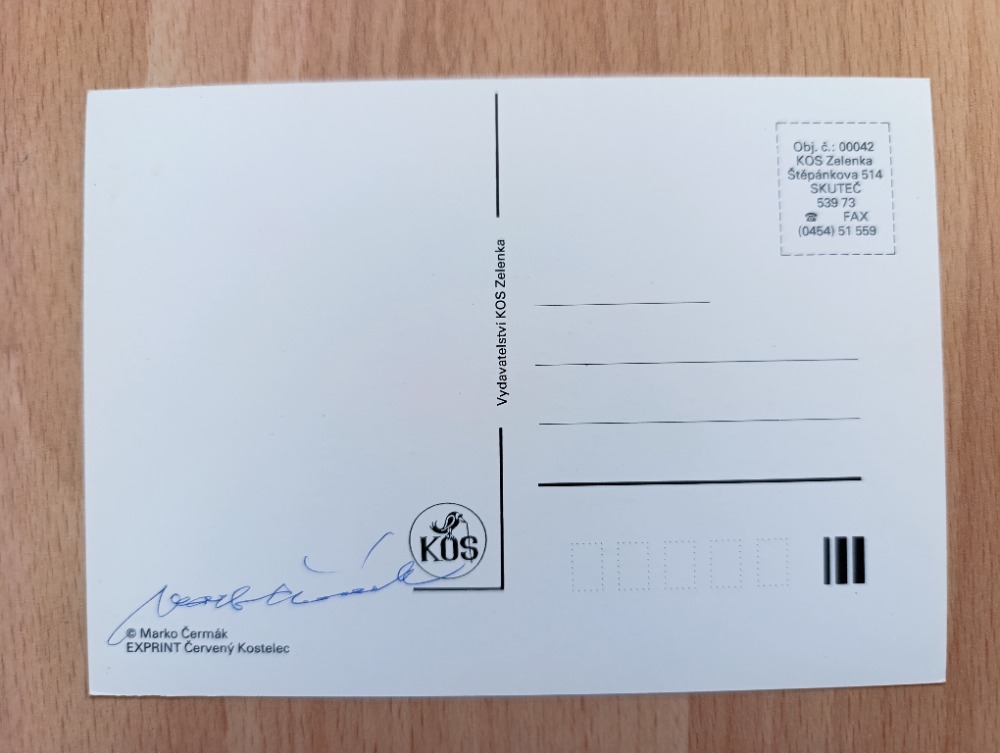 Obj. č.: 00042
KOS Zelenka
Štěpánkova 514
SKUTEČ
539 73
☎ FAX
(0454) 51 559
Vydavatelství KOS Zelenka
KOS
© Marko Čermák
EXPRINT Červený Kostelec